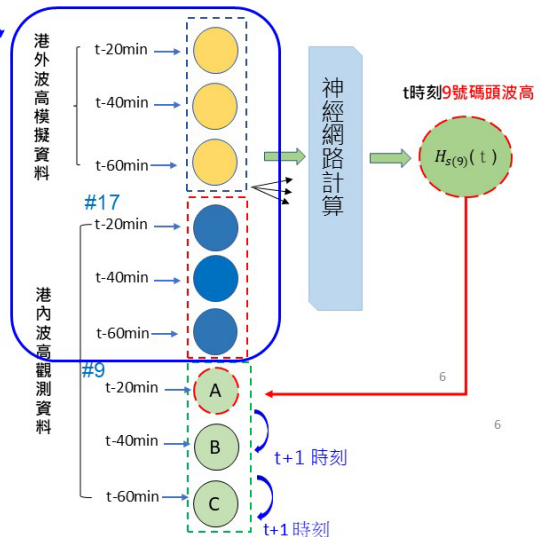 港外波高模擬資料
t-20min
t-40min
t-60min
#17
t-20min
t-40min
t-60min
港內波高觀測資料
#9
t-20min
A
t-40min
B
t-60min
C
t+1 時刻
t+1 時刻
神經網路計算
t時刻9號碼頭波高
H_{s(9)}(t)
6
6